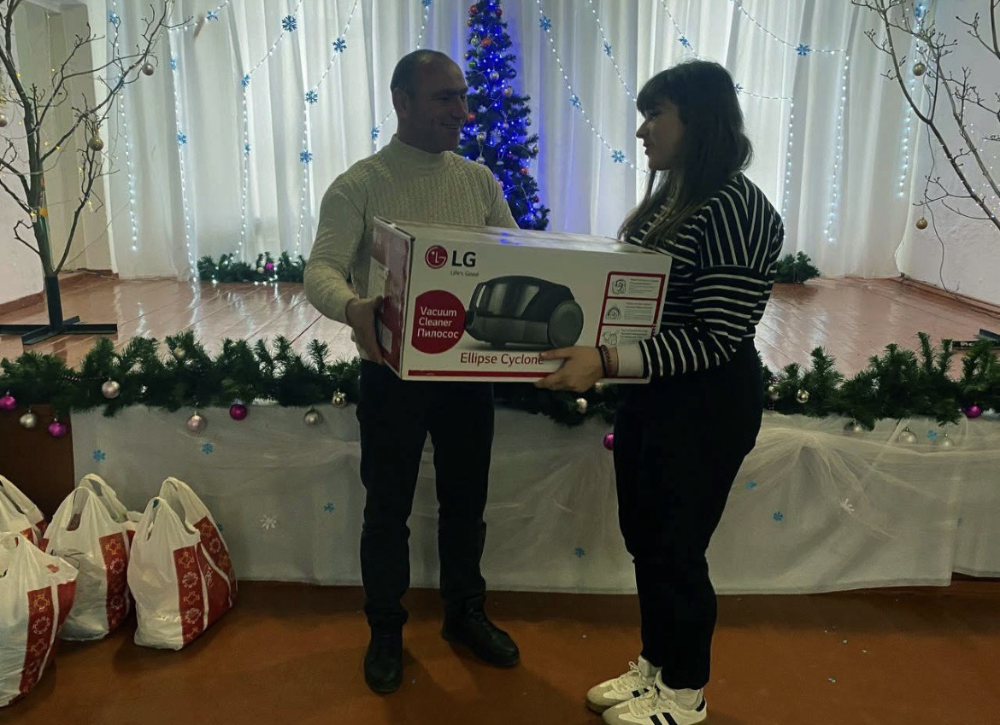 LG
Life's Good
Vacuum
Cleaner
Пилосос
Ellipse Cyclone